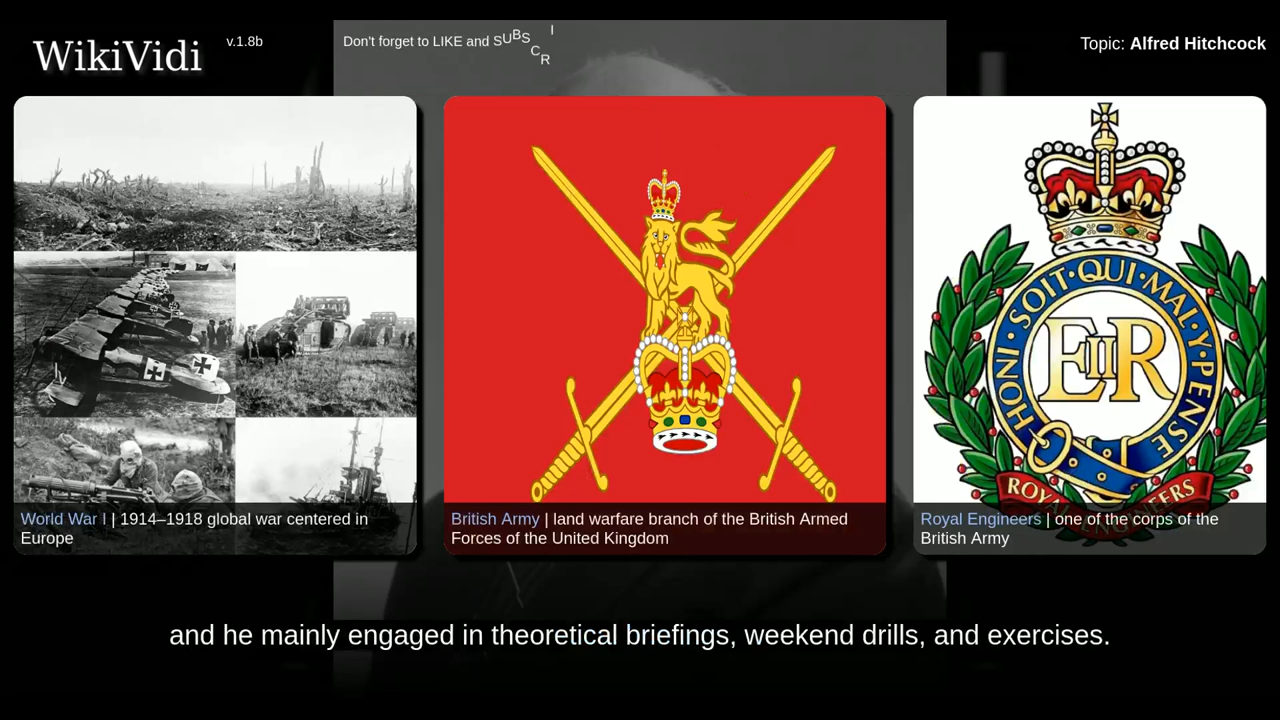 WikiVidi
v.1.8b
Don't forget to LIKE and SUBSCRI
Topic: Alfred Hitchcock
HONI·SOIT·QUI·MAL·Y·PENSE
EIIR
ROYAL ENGINEERS
World War I | 1914–1918 global war centered in
Europe
British Army | land warfare branch of the British Armed
Forces of the United Kingdom
Royal Engineers | one of the corps of the
British Army
and he mainly engaged in theoretical briefings, weekend drills, and exercises.